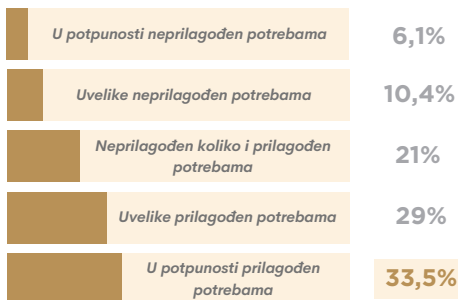 U potpunosti neprilagođen potrebama
6,1%
Uvelike neprilagođen potrebama
10,4%
Neprilagođen koliko i prilagođen
potrebama
21%
Uvelike prilagođen potrebama
29%
U potpunosti prilagođen
potrebama
33,5%